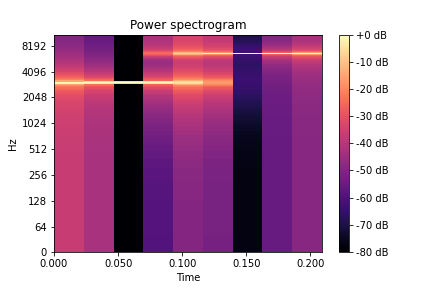 Power spectrogram
8192
4096
2048
1024
512
256
128
64
0
Hz
0.000 0.050 0.100 0.150 0.200
Time
+0 dB
-10 dB
-20 dB
-30 dB
-40 dB
-50 dB
-60 dB
-70 dB
-80 dB